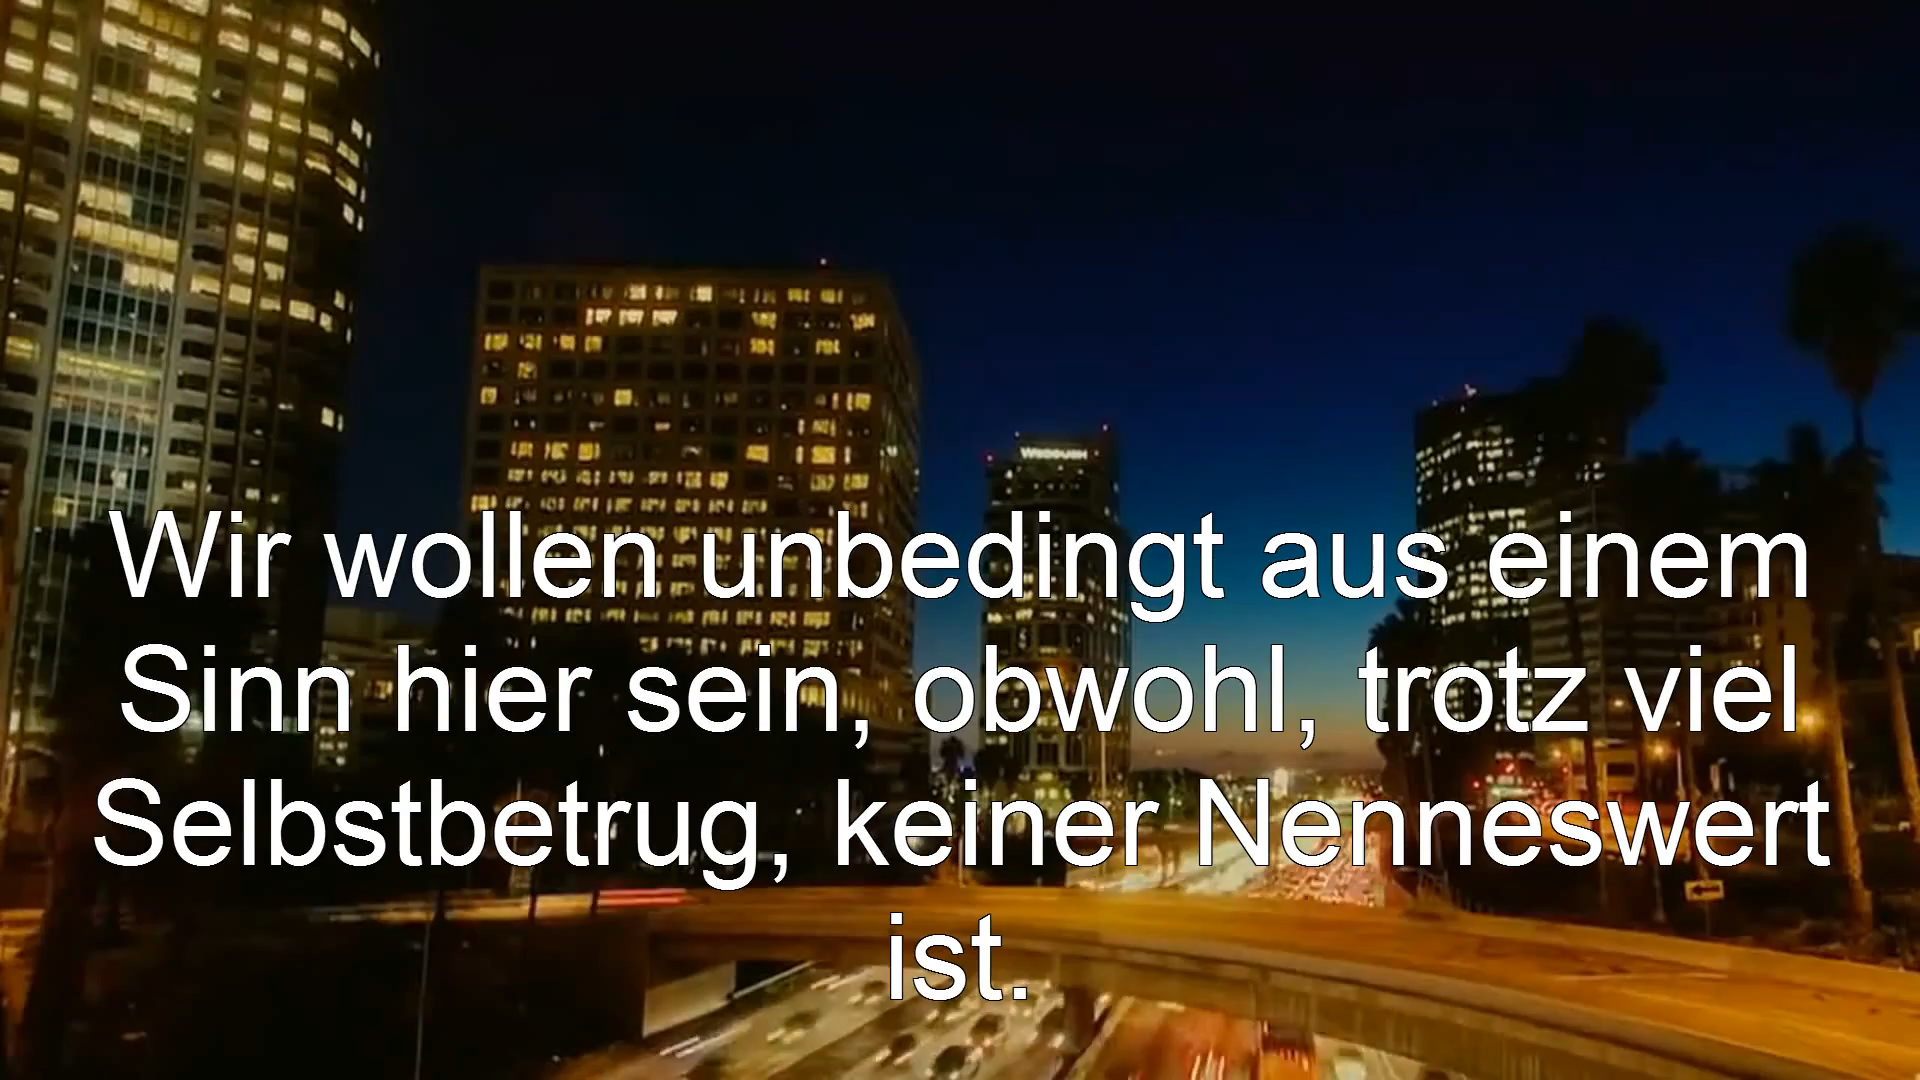 Wir wollen unbedingt aus einem
Sinn hier sein, obwohl, trotz viel
Selbstbetrug, keiner Nenneswert
ist.